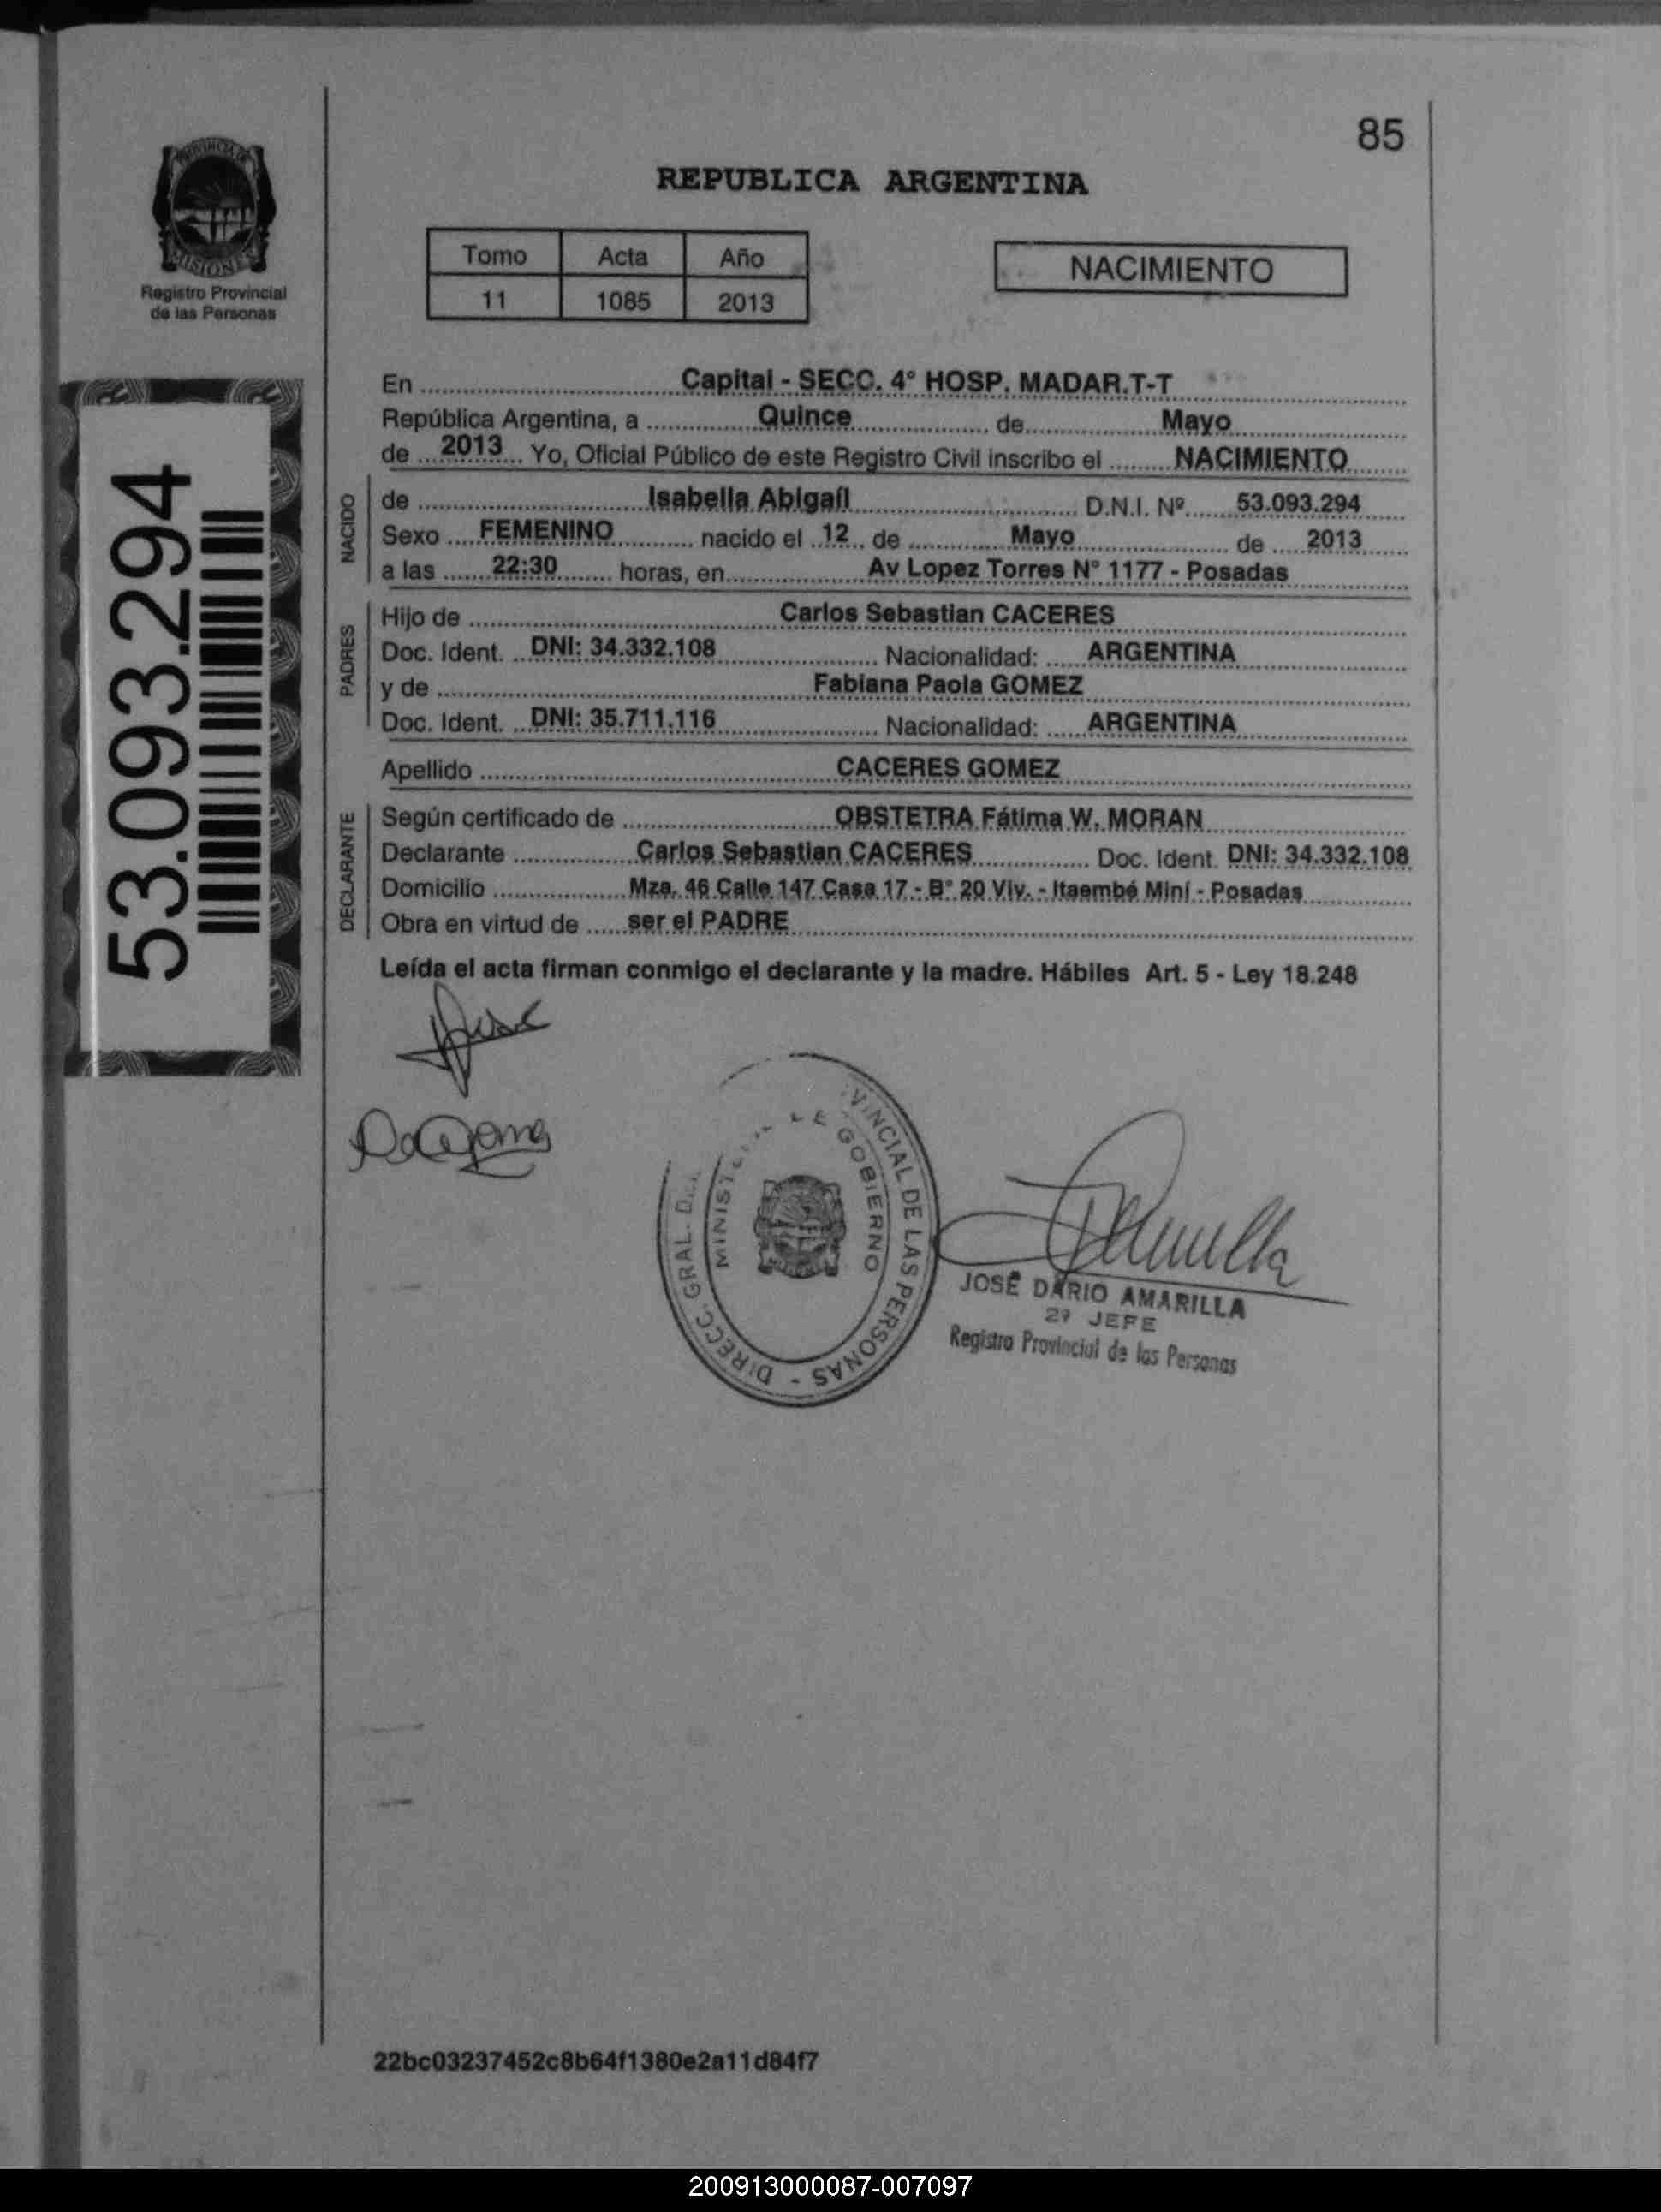 85
PROVINCIA DE
MISIONES
Registro Provincial
de las Personas
REPUBLICA ARGENTINA
Tomo Acta Año
11 1085 2013
NACIMIENTO
53.093.294
En Capital - SECC. 4° HOSP. MADAR.T-T
República Argentina, a Quince de Mayo
de 2013 Yo, Oficial Público de este Registro Civil inscribo el NACIMIENTO
NACIDO
de Isabella Abigaíl D.N.I. Nº 53.093.294
Sexo FEMENINO nacido el 12 de Mayo de 2013
a las 22:30 horas, en Av Lopez Torres N° 1177 - Posadas
PADRES
Hijo de Carlos Sebastian CACERES
Doc. Ident. DNI: 34.332.108 Nacionalidad: ARGENTINA
y de Fabiana Paola GOMEZ
Doc. Ident. DNI: 35.711.116 Nacionalidad: ARGENTINA
Apellido CACERES GOMEZ
DECLARANTE
Según certificado de OBSTETRA Fátima W. MORAN
Declarante Carlos Sebastian CACERES Doc. Ident. DNI: 34.332.108
Domicilio Mza. 46 Calle 147 Casa 17 - B° 20 Viv. - Itaembé Miní - Posadas
Obra en virtud de ser el PADRE
Leída el acta firman conmigo el declarante y la madre. Hábiles Art. 5 - Ley 18.248
DIRECC. GRAL. VINCIAL DE LAS PERSONAS -
DE GOBIERNO
JOSÉ DARIO AMARILLA
2º JEFE
Registro Provincial de las Personas
22bc03237452c8b64f1380e2a11d84f7
200913000087-007097